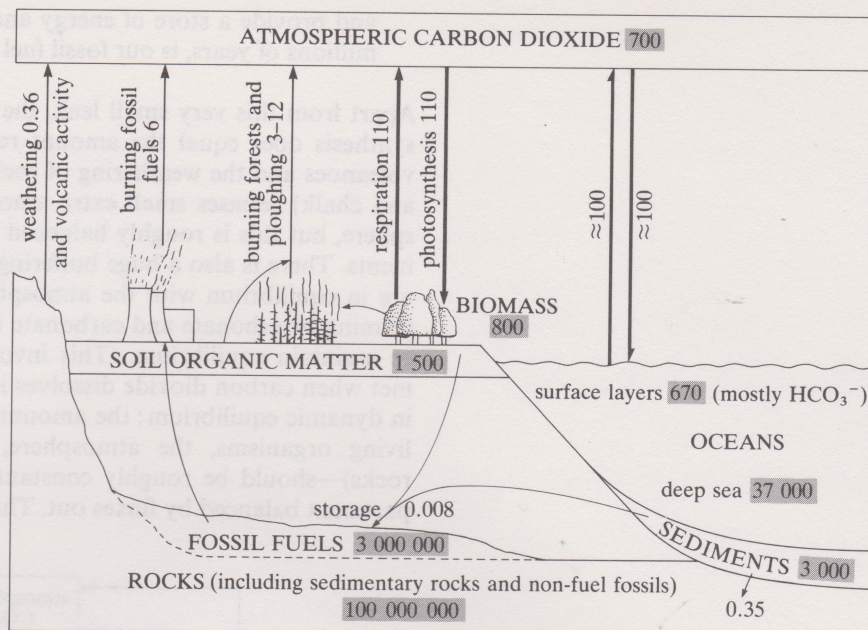 ATMOSPHERIC CARBON DIOXIDE 700
weathering 0.36
and volcanic activity
burning fossil
fuels 6
burning forests and
ploughing 3–12
respiration 110
photosynthesis 110
≈100
≈100
BIOMASS
800
SOIL ORGANIC MATTER 1 500
surface layers 670 (mostly HCO₃⁻)
OCEANS
deep sea 37 000
storage 0.008
FOSSIL FUELS 3 000 000
SEDIMENTS 3 000
ROCKS (including sedimentary rocks and non-fuel fossils)
100 000 000
0.35